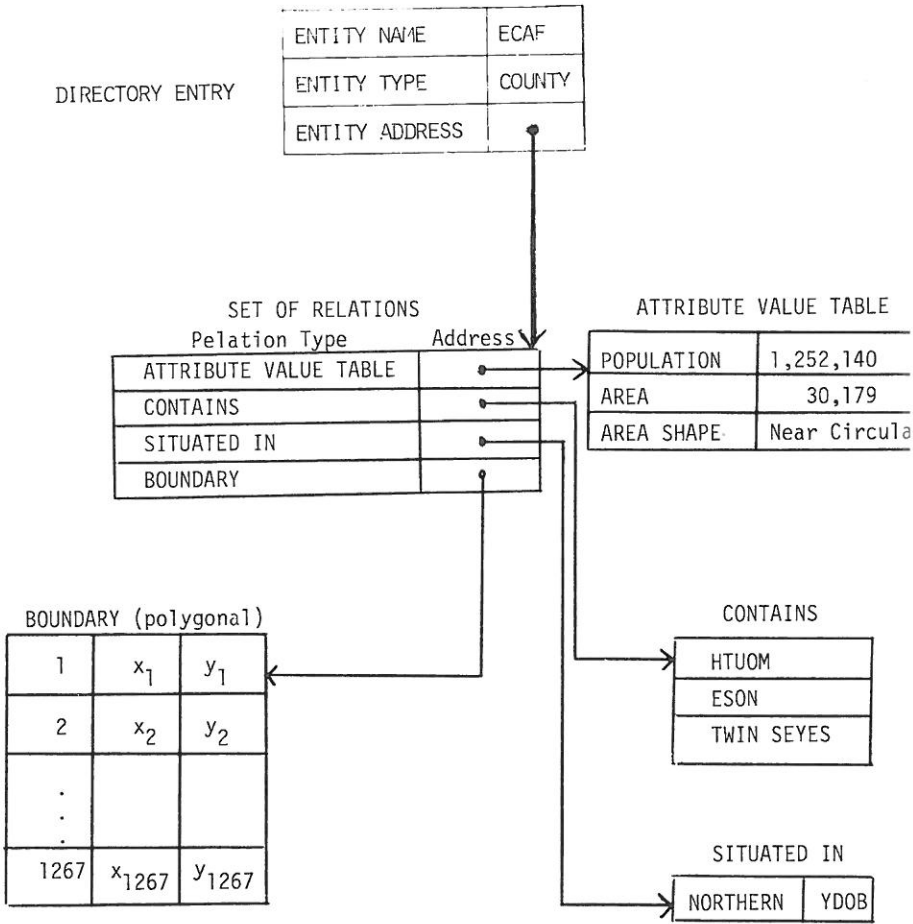 ENTITY NAME ECAF
DIRECTORY ENTRY
ENTITY TYPE COUNTY
ENTITY ADDRESS
SET OF RELATIONS
Pelation Type Address
ATTRIBUTE VALUE TABLE
CONTAINS
SITUATED IN
BOUNDARY
ATTRIBUTE VALUE TABLE
POPULATION 1,252,140
AREA 30,179
AREA SHAPE Near Circula
BOUNDARY (polygonal)
1 x1 y1
2 x2 y2
.
.
.
1267 x1267 y1267
CONTAINS
HTUOM
ESON
TWIN SEYES
SITUATED IN
NORTHERN YDOB